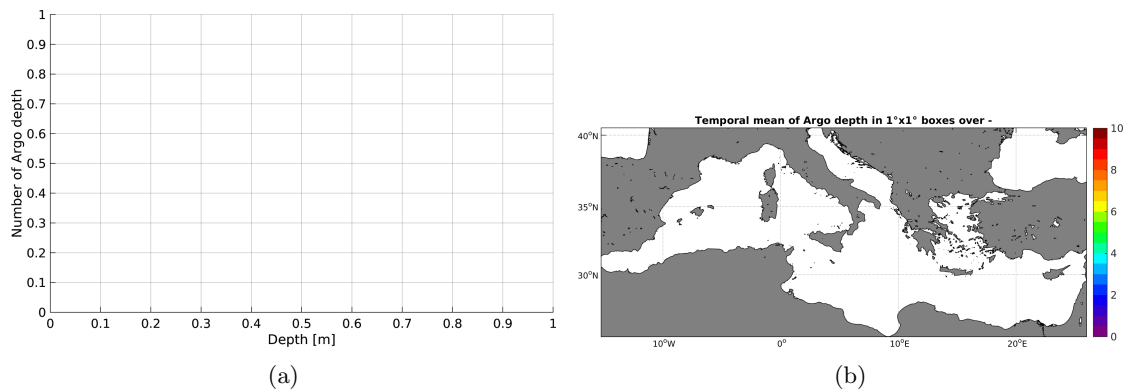 1
0.9
0.8
0.7
0.6
0.5
0.4
0.3
0.2
0.1
0
Number of Argo depth
0 0.1 0.2 0.3 0.4 0.5 0.6 0.7 0.8 0.9 1
Depth [m]
(a)
Temporal mean of Argo depth in 1°x1° boxes over -
40°N
35°N
30°N
10°W 0° 10°E 20°E
10
8
6
4
2
0
(b)